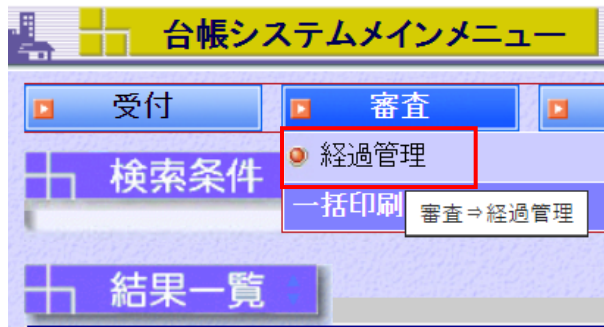 台帳システムメインメニュー
受付
審査
経過管理
検索条件
一括印刷
審査⇒経過管理
結果一覧